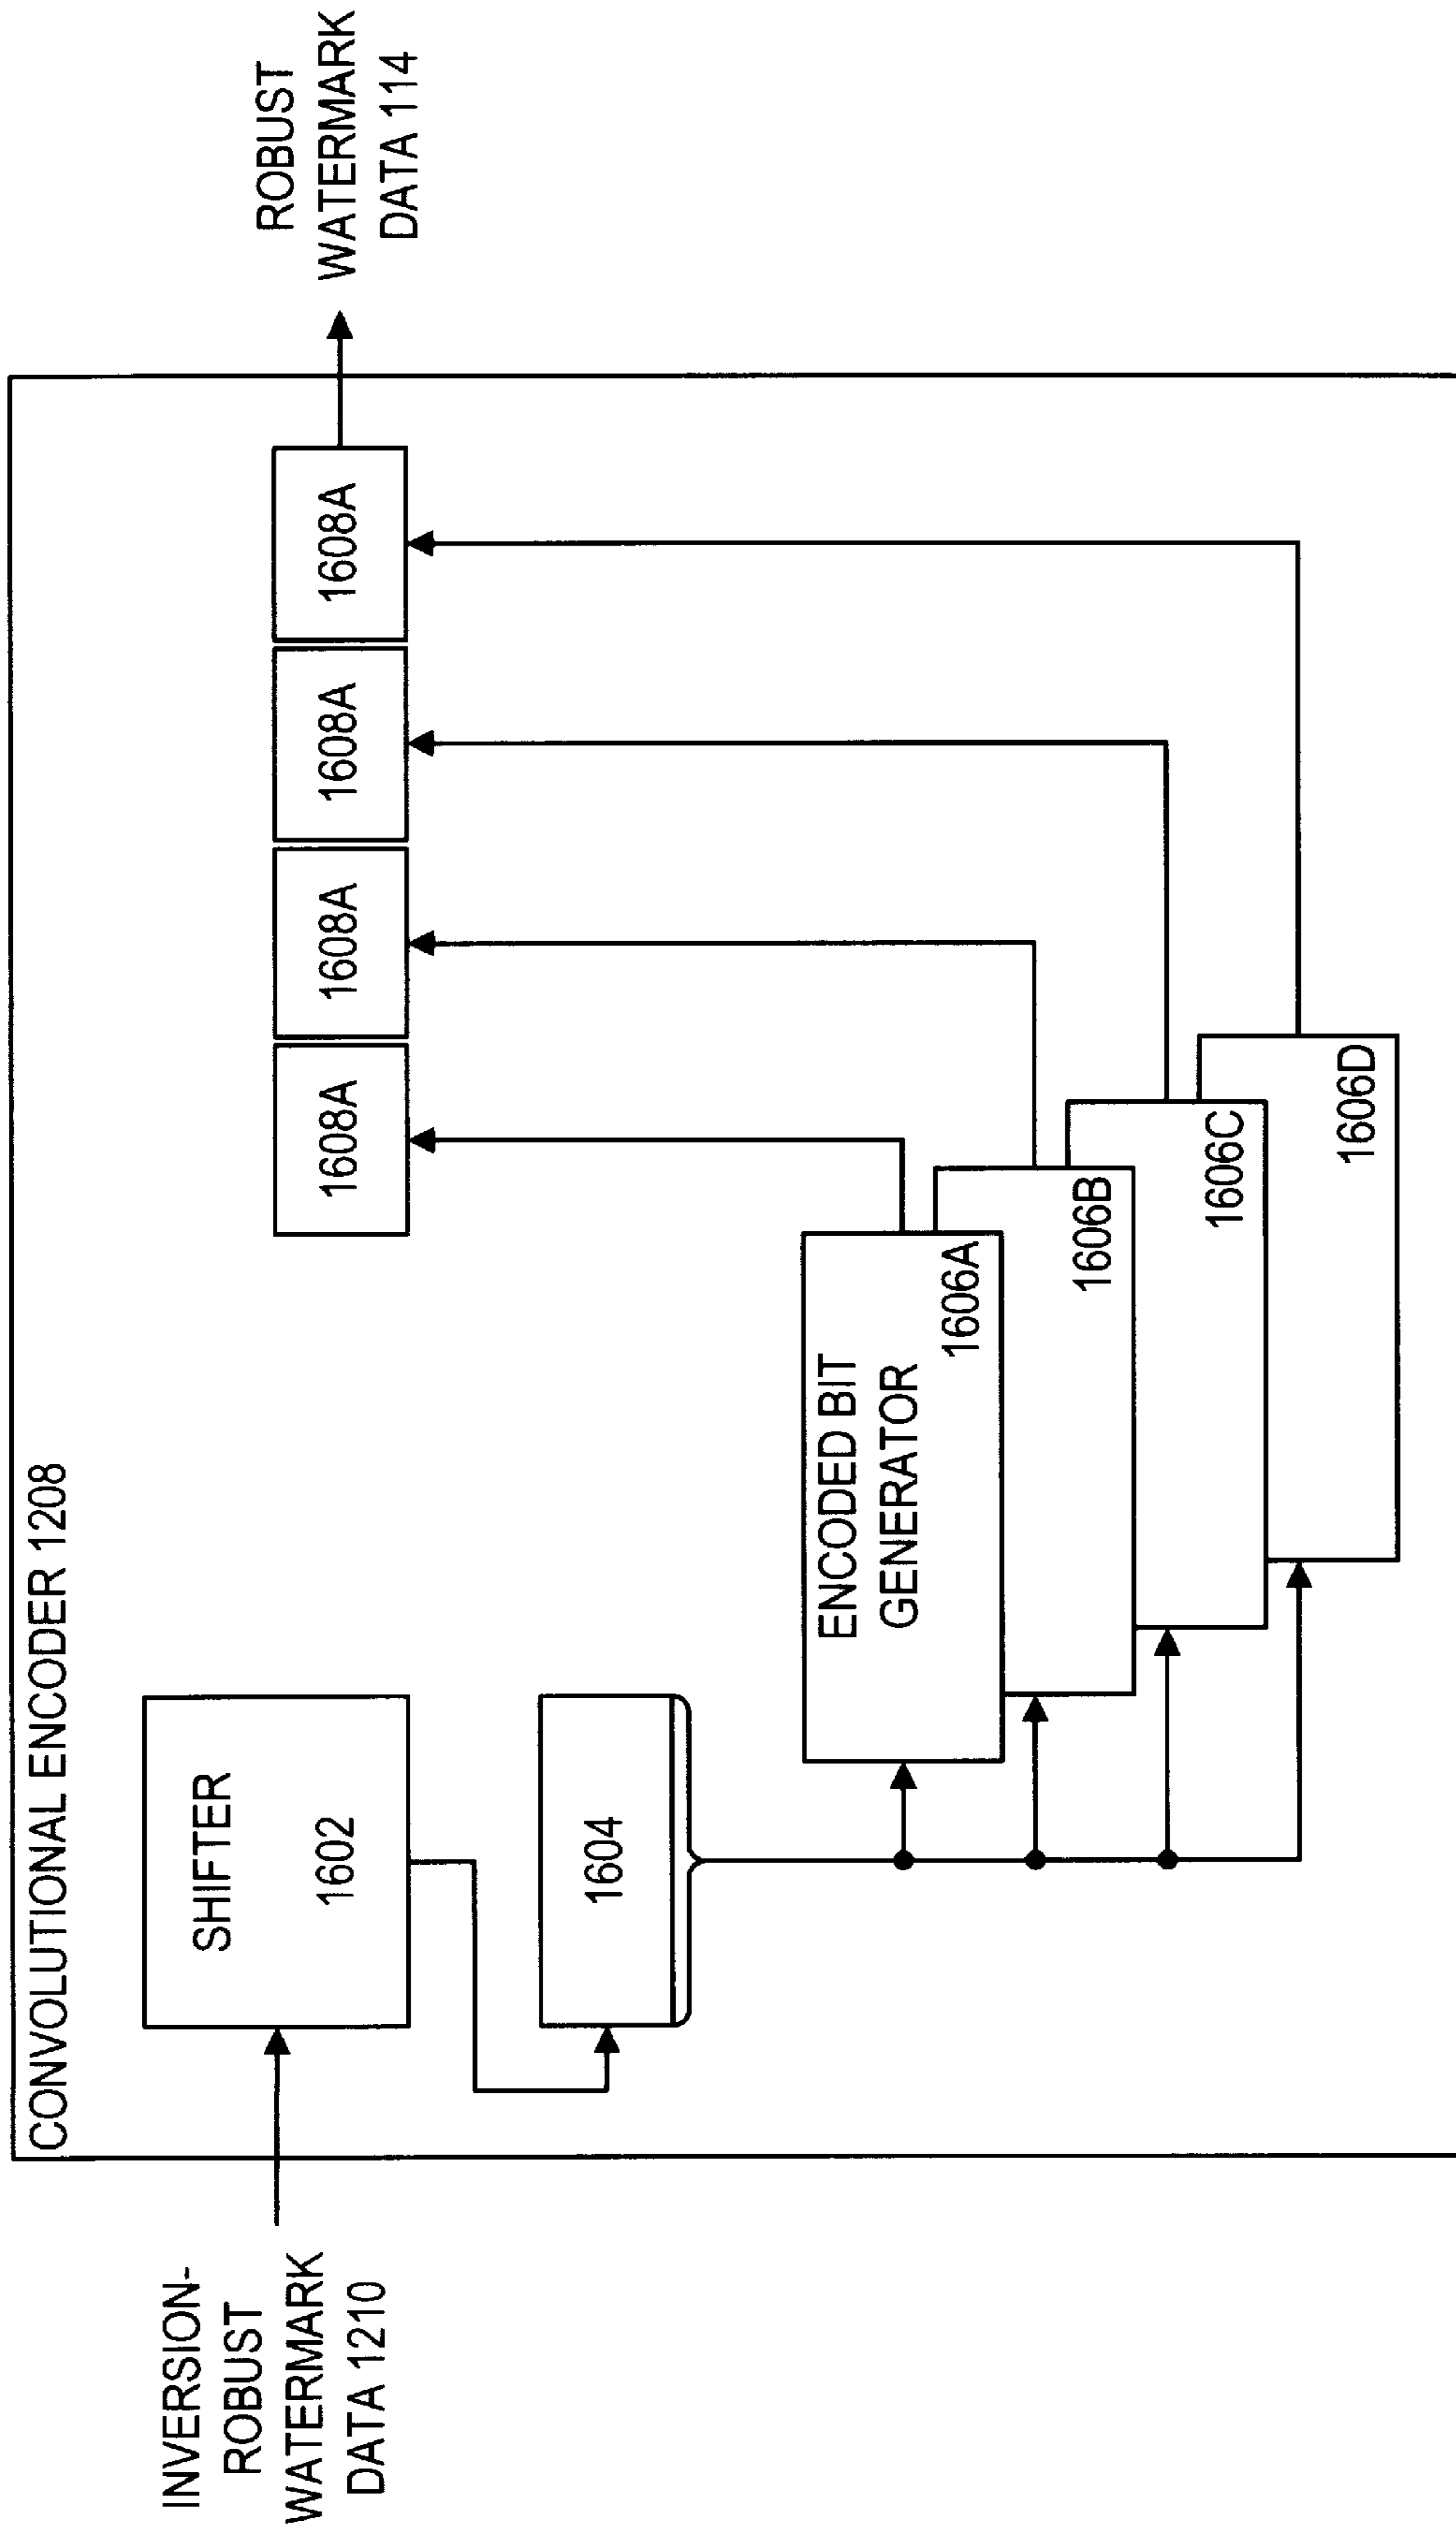 CONVOLUTIONAL ENCODER 1208
INVERSION-
ROBUST
WATERMARK
DATA 1210
SHIFTER
1602
1604
ENCODED BIT
GENERATOR
1606A
1606B
1606C
1606D
1608A
1608A
1608A
1608A
ROBUST
WATERMARK
DATA 114